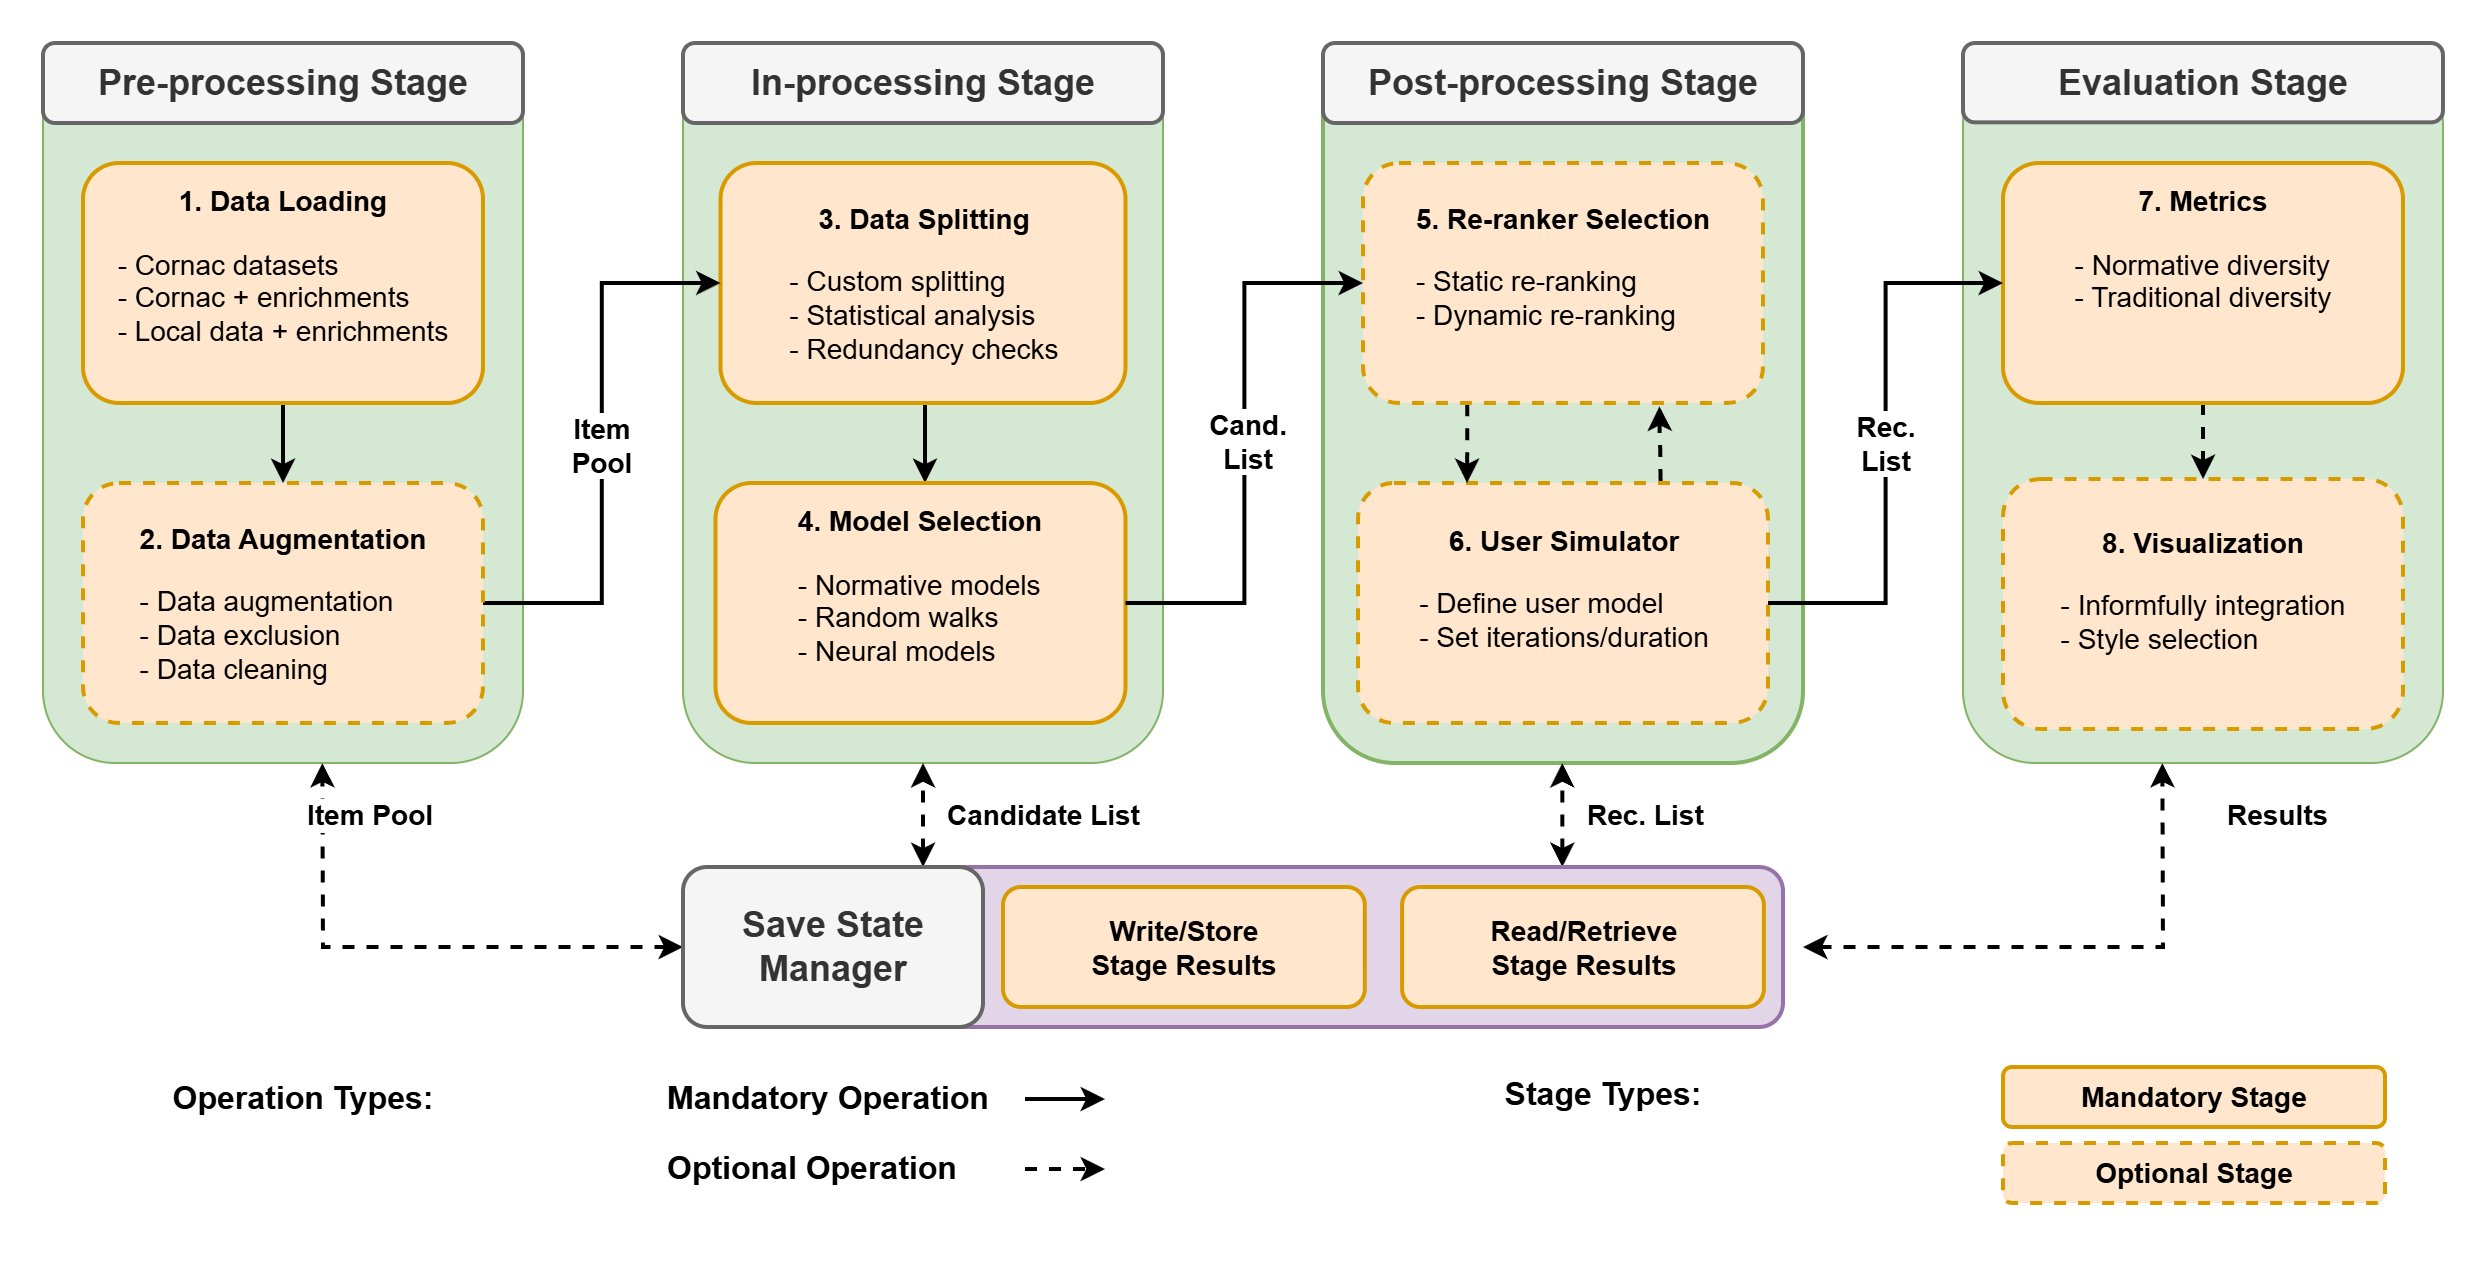 Pre-processing Stage
1. Data Loading
- Cornac datasets
- Cornac + enrichments
- Local data + enrichments
2. Data Augmentation
- Data augmentation
- Data exclusion
- Data cleaning
Item
Pool
In-processing Stage
3. Data Splitting
- Custom splitting
- Statistical analysis
- Redundancy checks
4. Model Selection
- Normative models
- Random walks
- Neural models
Cand.
List
Post-processing Stage
5. Re-ranker Selection
- Static re-ranking
- Dynamic re-ranking
6. User Simulator
- Define user model
- Set iterations/duration
Rec.
List
Evaluation Stage
7. Metrics
- Normative diversity
- Traditional diversity
8. Visualization
- Informfully integration
- Style selection
Item Pool
Candidate List
Rec. List
Results
Save State
Manager
Write/Store
Stage Results
Read/Retrieve
Stage Results
Operation Types:
Mandatory Operation
Optional Operation
Stage Types:
Mandatory Stage
Optional Stage